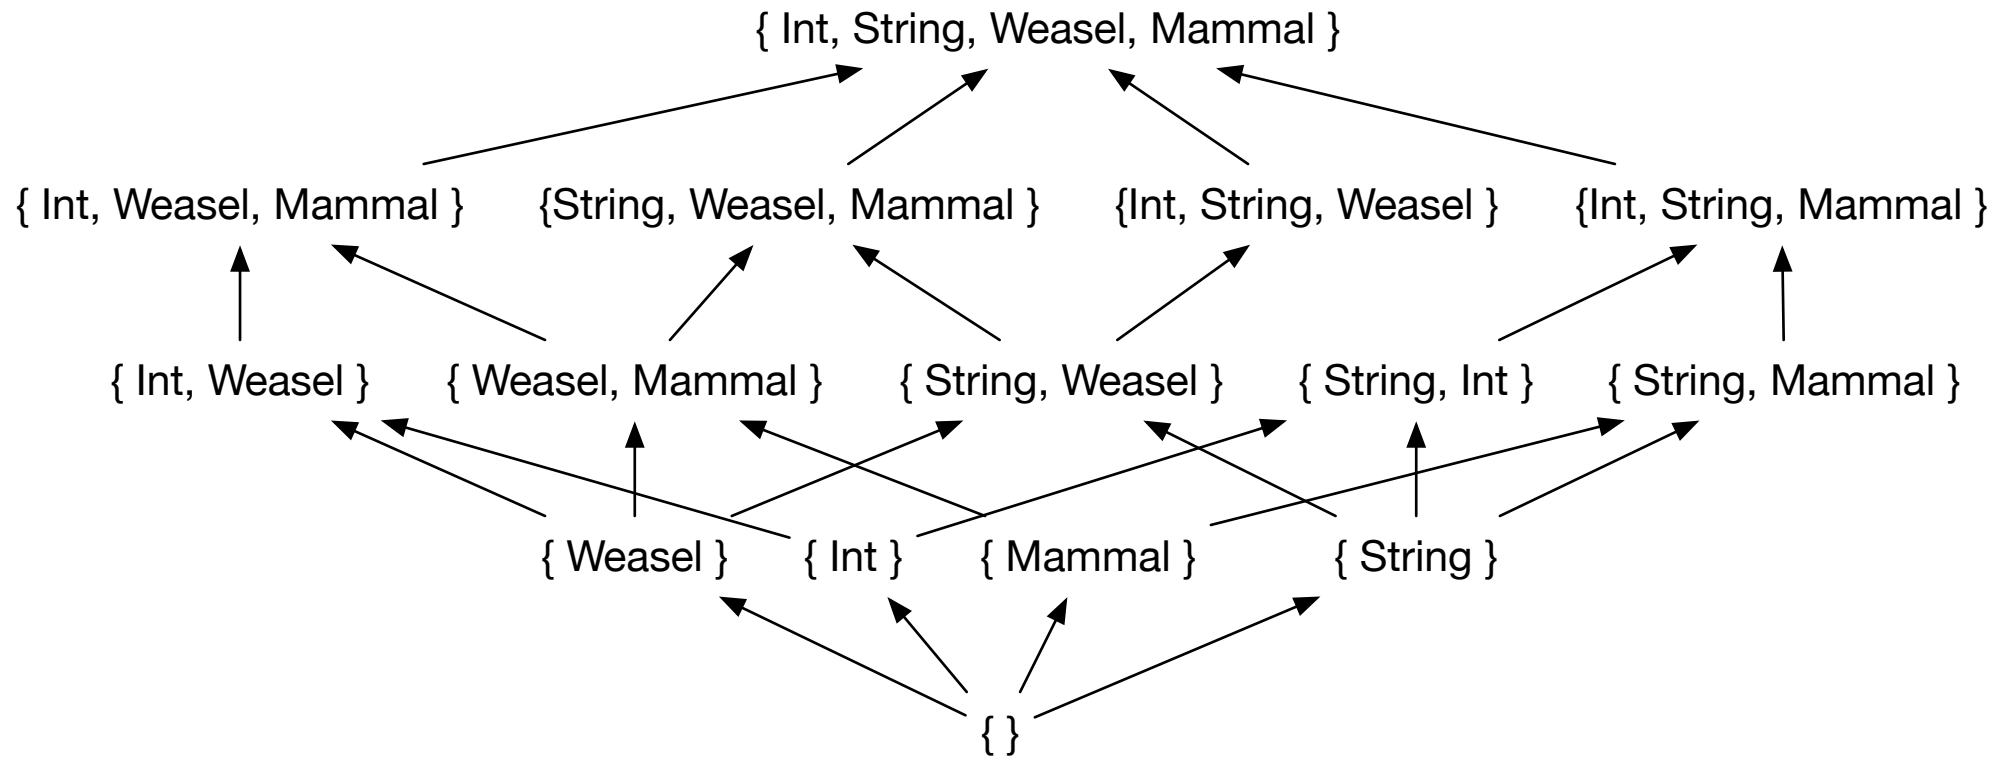 { Int, String, Weasel, Mammal }
{ Int, Weasel, Mammal } {String, Weasel, Mammal } {Int, String, Weasel } {Int, String, Mammal }
{ Int, Weasel } { Weasel, Mammal } { String, Weasel } { String, Int } { String, Mammal }
{ Weasel } { Int } { Mammal } { String }
{ }